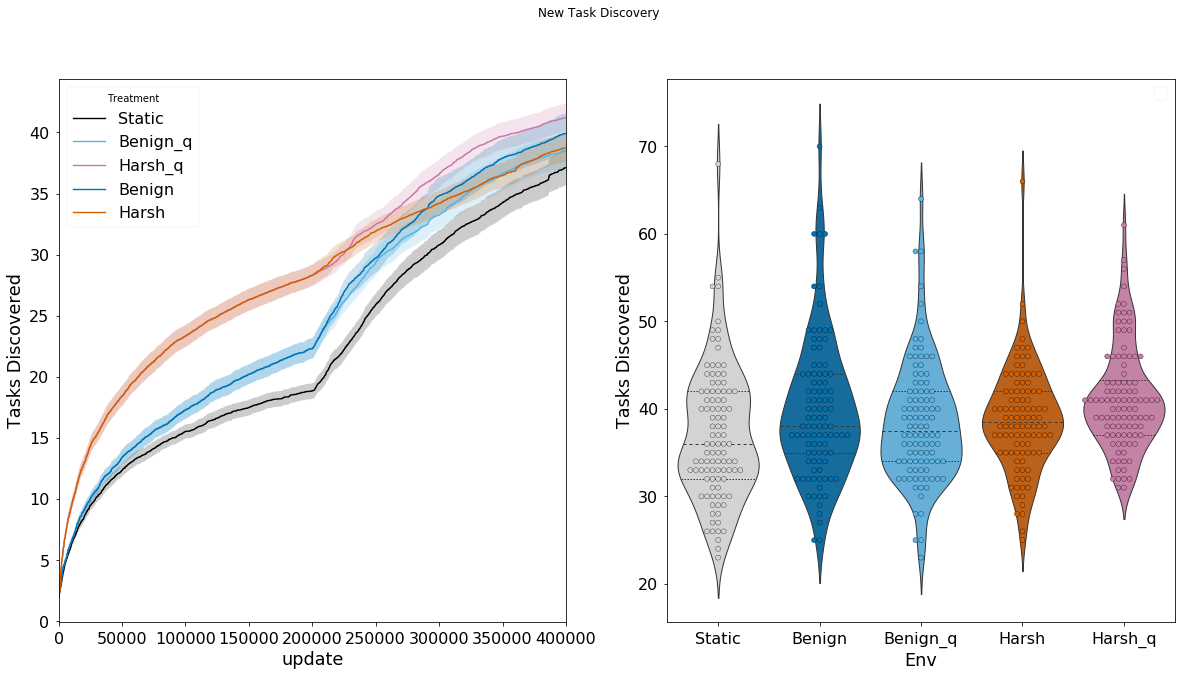 New Task Discovery
Treatment
Static
Benign_q
Harsh_q
Benign
Harsh
Tasks Discovered
40
35
30
25
20
15
10
5
0
0 50000 100000 150000 200000 250000 300000 350000 400000
update
Tasks Discovered
70
60
50
40
30
20
Static Benign Benign_q Harsh Harsh_q
Env